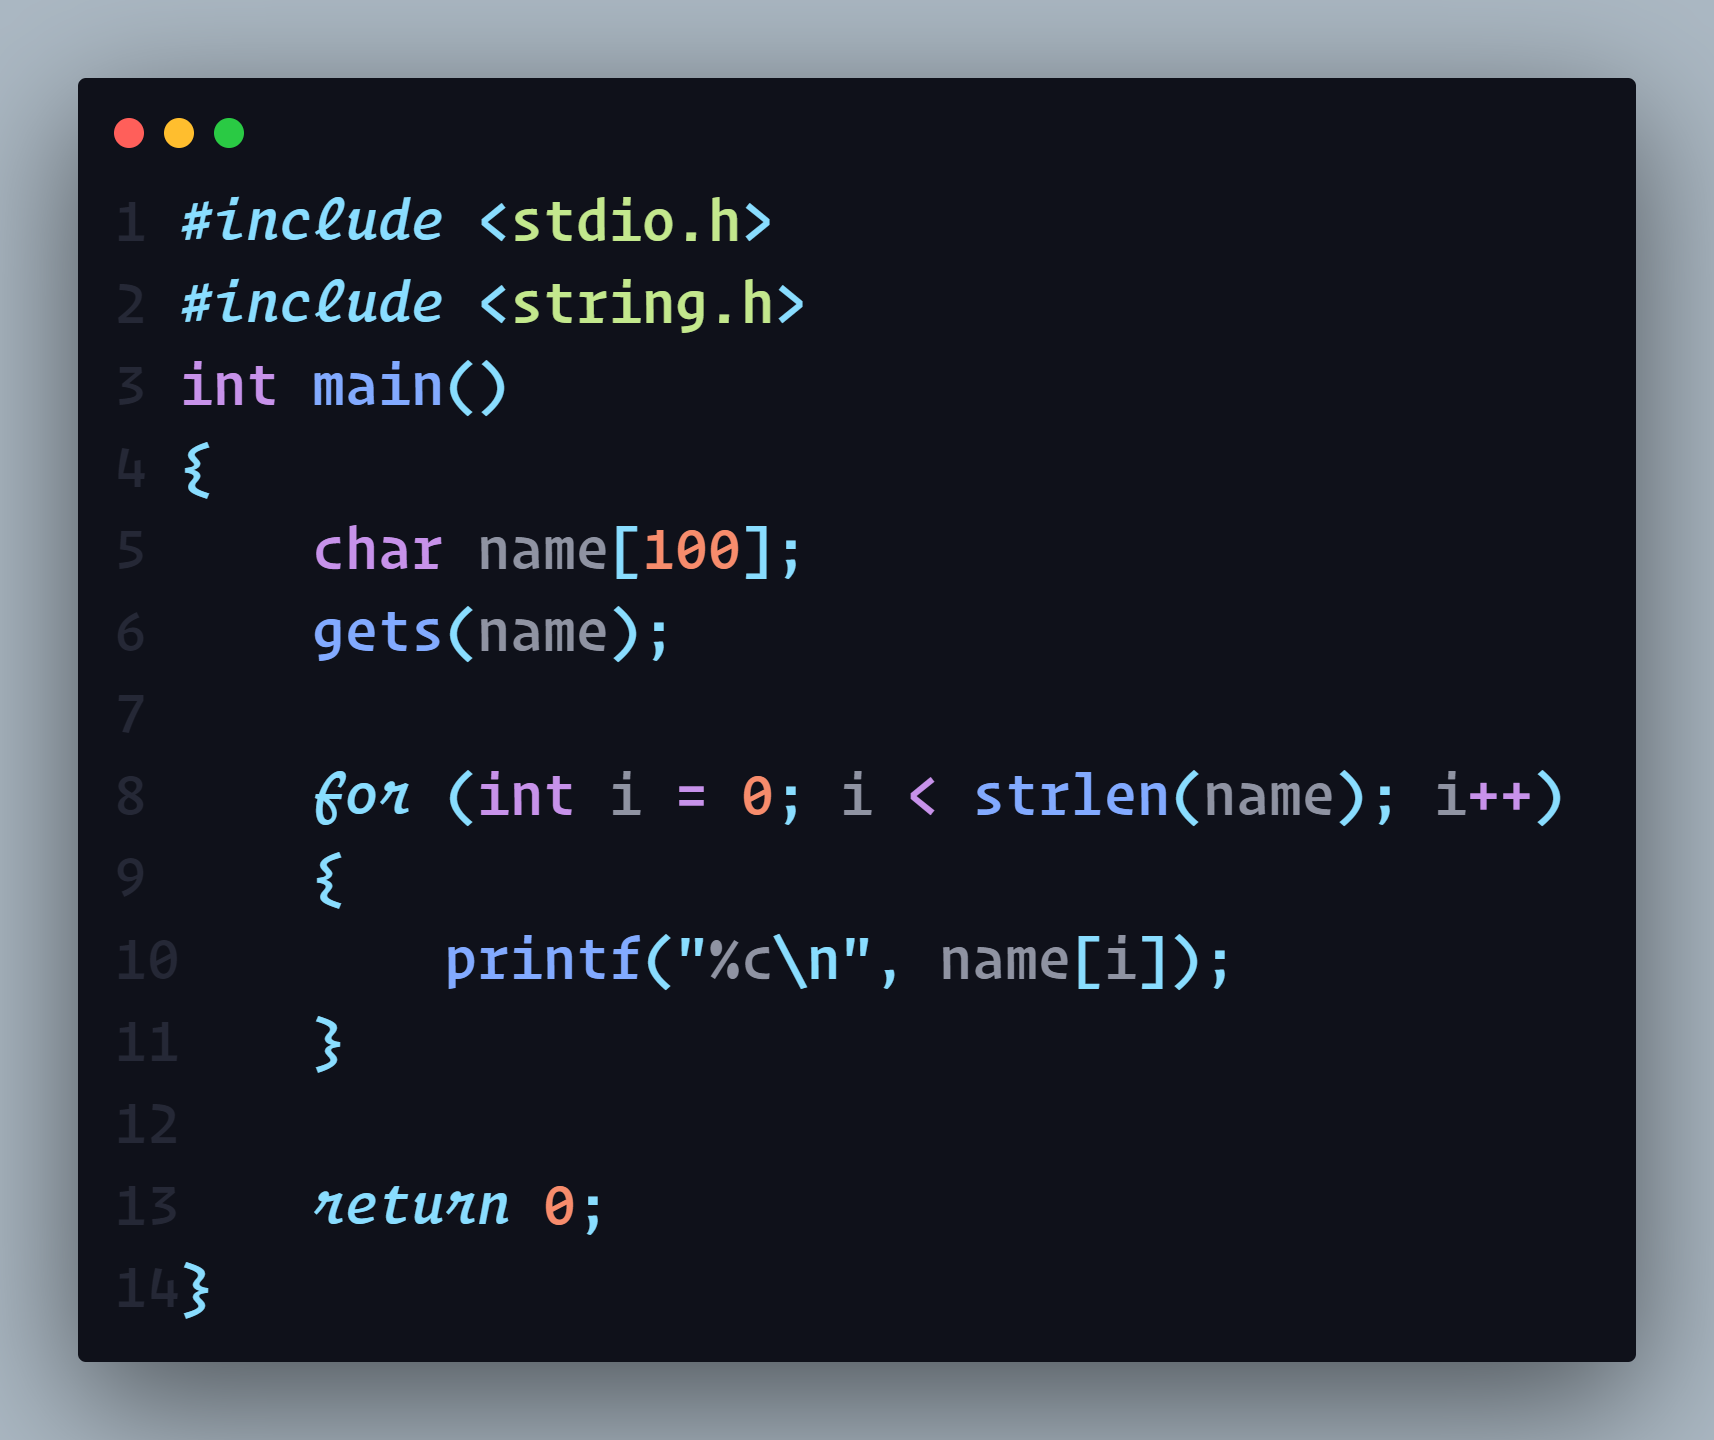 1 #include <stdio.h>
2 #include <string.h>
3 int main()
4 {
5     char name[100];
6     gets(name);
7
8     for (int i = 0; i < strlen(name); i++)
9     {
10        printf("%c\n", name[i]);
11    }
12
13    return 0;
14}